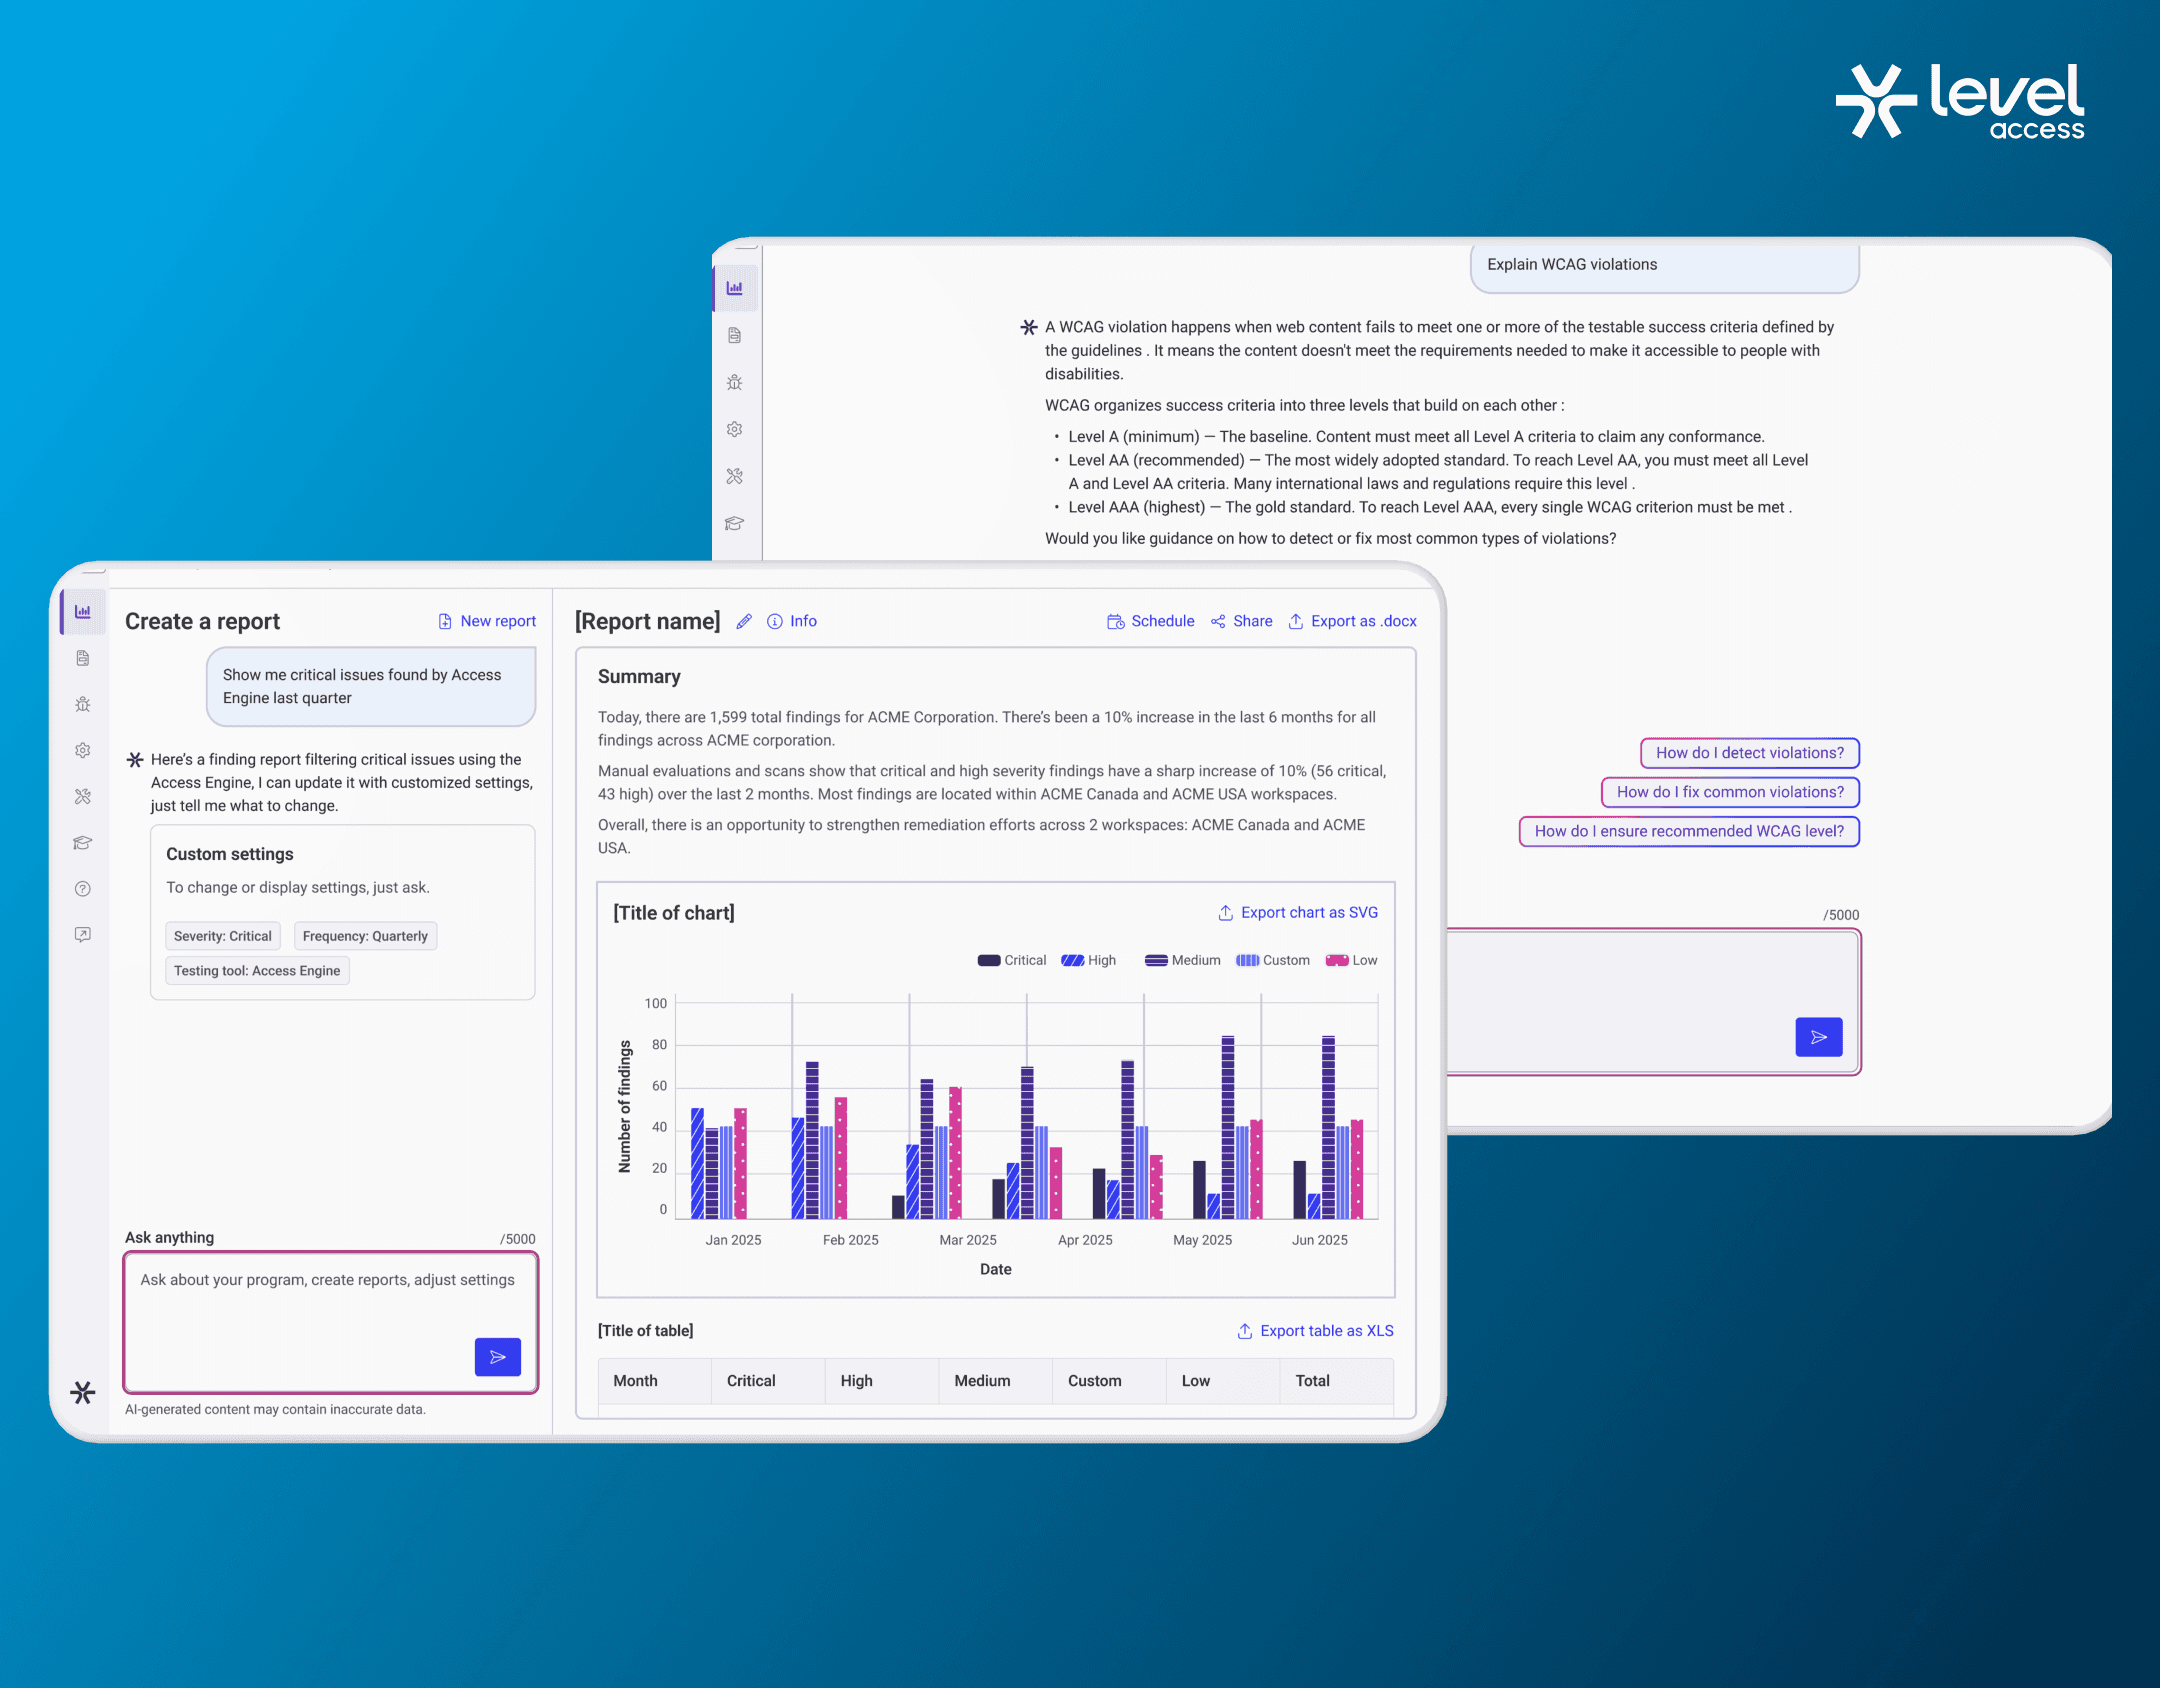 level
access
Explain WCAG violations
A WCAG violation happens when web content fails to meet one or more of the testable success criteria defined by
the guidelines . It means the content doesn't meet the requirements needed to make it accessible to people with
disabilities.
WCAG organizes success criteria into three levels that build on each other :
• Level A (minimum) — The baseline. Content must meet all Level A criteria to claim any conformance.
• Level AA (recommended) — The most widely adopted standard. To reach Level AA, you must meet all Level
A and Level AA criteria. Many international laws and regulations require this level .
• Level AAA (highest) — The gold standard. To reach Level AAA, every single WCAG criterion must be met .
Would you like guidance on how to detect or fix most common types of violations?
How do I detect violations?
How do I fix common violations?
How do I ensure recommended WCAG level?
/5000
Create a report
New report
Show me critical issues found by Access
Engine last quarter
Here's a finding report filtering critical issues using the
Access Engine, I can update it with customized settings,
just tell me what to change.
Custom settings
To change or display settings, just ask.
Severity: Critical Frequency: Quarterly
Testing tool: Access Engine
Ask anything /5000
Ask about your program, create reports, adjust settings
AI-generated content may contain inaccurate data.
[Report name] Info Schedule Share Export as .docx
Summary
Today, there are 1,599 total findings for ACME Corporation. There's been a 10% increase in the last 6 months for all
findings across ACME corporation.
Manual evaluations and scans show that critical and high severity findings have a sharp increase of 10% (56 critical,
43 high) over the last 2 months. Most findings are located within ACME Canada and ACME USA workspaces.
Overall, there is an opportunity to strengthen remediation efforts across 2 workspaces: ACME Canada and ACME
USA.
[Title of chart] Export chart as SVG
Critical High Medium Custom Low
Number of findings
100
80
60
40
20
0
Jan 2025 Feb 2025 Mar 2025 Apr 2025 May 2025 Jun 2025
Date
[Title of table] Export table as XLS
Month Critical High Medium Custom Low Total